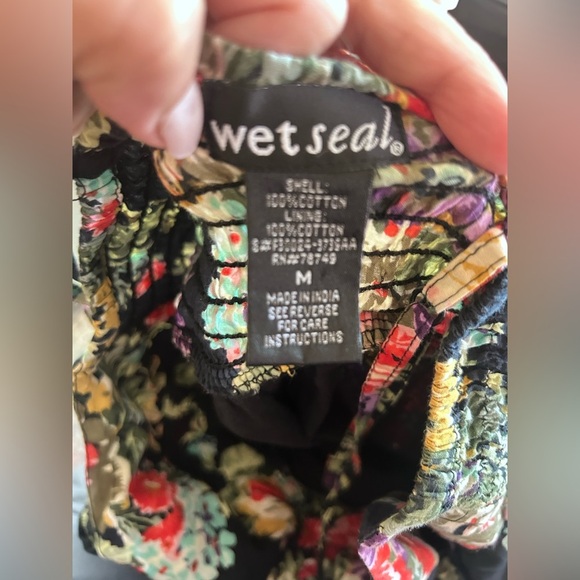 wet seal®
SHELL:
100% COTTON
LINING:
100% COTTON
RN#78749
M
MADE IN INDIA
SEE REVERSE
FOR CARE
INSTRUCTIONS